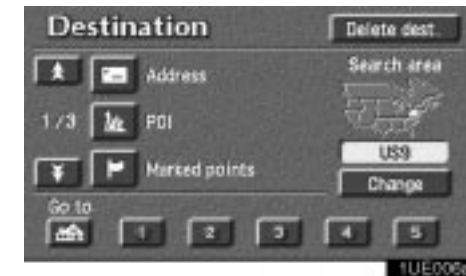 Destination
Delete dest.
Search area
Address
1/3
POI
Marked points
US9
Change
Go to
1 2 3 4 5
1UE006